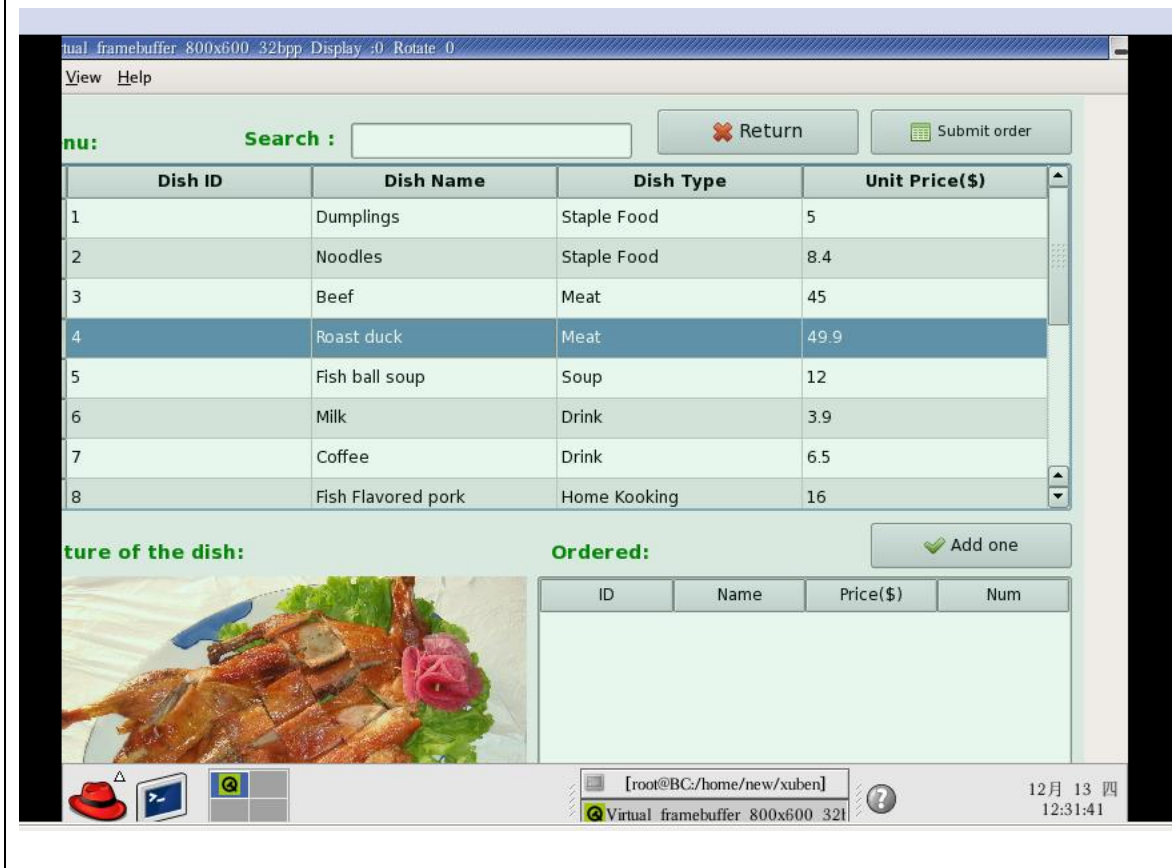 tual framebuffer 800x600 32bpp Display :0 Rotate 0
View Help
nu: Search : Return Submit order
Dish ID Dish Name Dish Type Unit Price($)
1 Dumplings Staple Food 5
2 Noodles Staple Food 8.4
3 Beef Meat 45
4 Roast duck Meat 49.9
5 Fish ball soup Soup 12
6 Milk Drink 3.9
7 Coffee Drink 6.5
8 Fish Flavored pork Home Kooking 16
ture of the dish: Ordered: Add one
ID Name Price($) Num
[root@BC:/home/new/xuben]
Virtual framebuffer 800x600 32b
12月 13 四
12:31:41